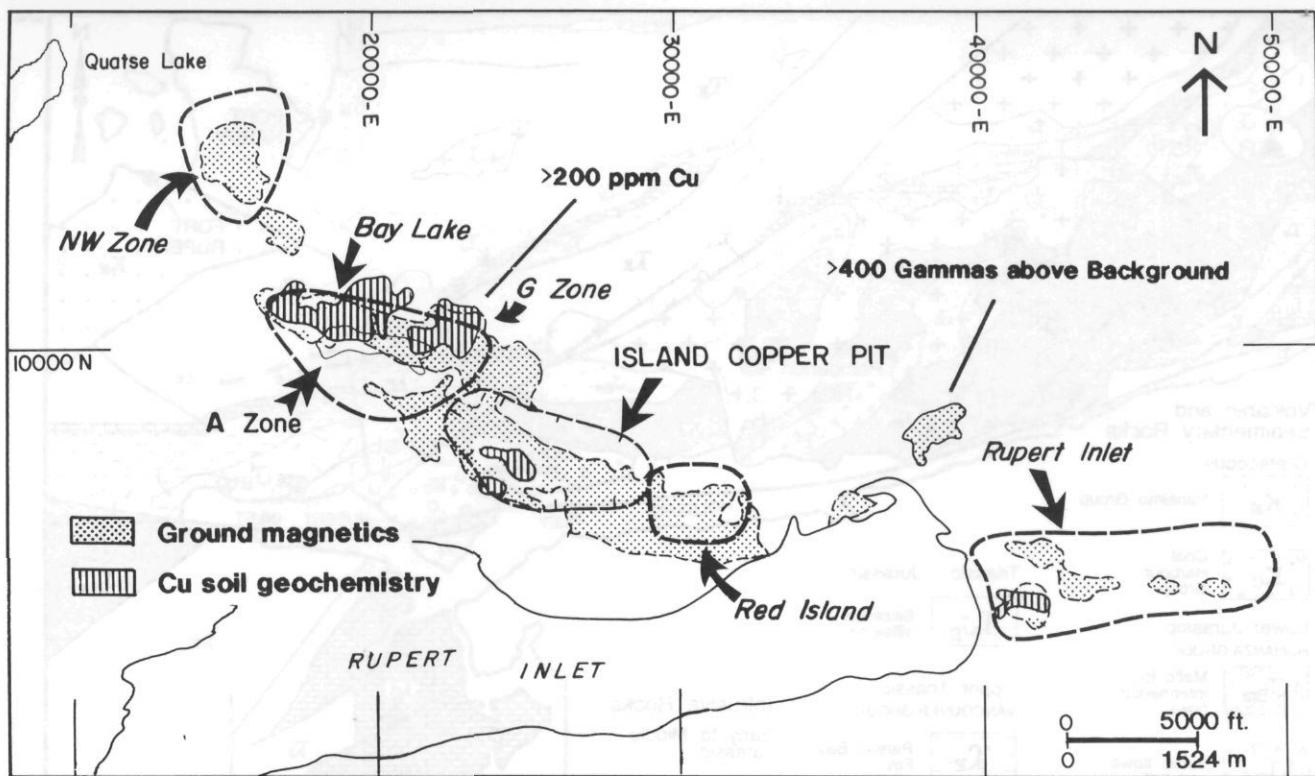 Quatse Lake
20000-E
30000-E
40000-E
50000-E
N
>200 ppm Cu
NW Zone
Bay Lake
G Zone
>400 Gammas above Background
10000 N
ISLAND COPPER PIT
A Zone
Rupert Inlet
Ground magnetics
Cu soil geochemistry
Red Island
RUPERT INLET
0 5000 ft.
0 1524 m